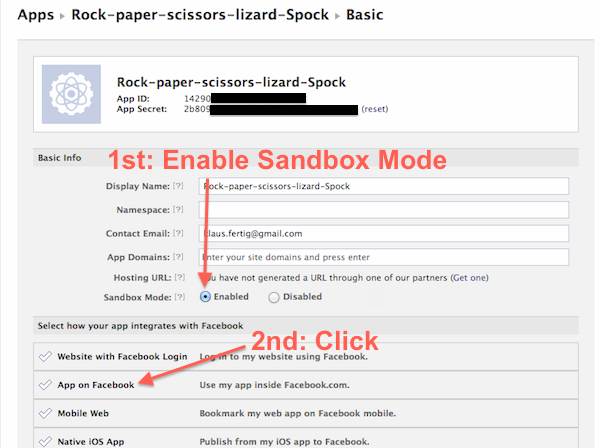 Apps ▸ Rock-paper-scissors-lizard-Spock ▸ Basic
Rock-paper-scissors-lizard-Spock
App ID: 14290
App Secret: 2b809 (reset)
1st: Enable Sandbox Mode
Basic Info
Display Name: [?] Rock-paper-scissors-lizard-Spock
Namespace: [?]
Contact Email: [?] klaus.fertig@gmail.com
App Domains: [?] Enter your site domains and press enter
Hosting URL: [?] You have not generated a URL through one of our partners (Get one)
Sandbox Mode: [?] Enabled Disabled
Select how your app integrates with Facebook
2nd: Click
Website with Facebook Login Log in to my website using Facebook.
App on Facebook Use my app inside Facebook.com.
Mobile Web Bookmark my web app on Facebook mobile.
Native iOS App Publish from my iOS app to Facebook.